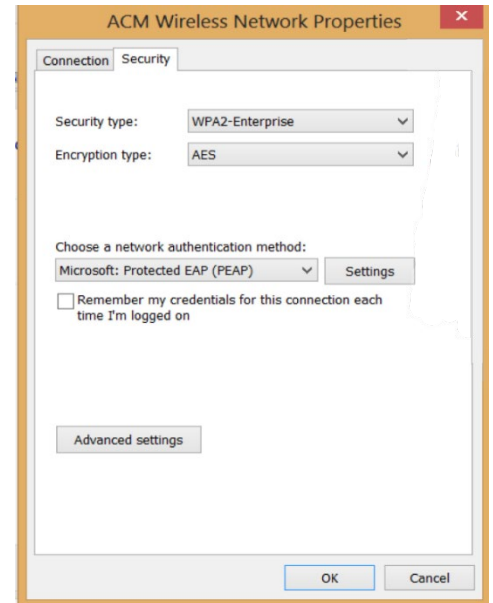 ACM Wireless Network Properties
Connection Security
Security type: WPA2-Enterprise
Encryption type: AES
Choose a network authentication method:
Microsoft: Protected EAP (PEAP) Settings
Remember my credentials for this connection each
time I'm logged on
Advanced settings
OK Cancel